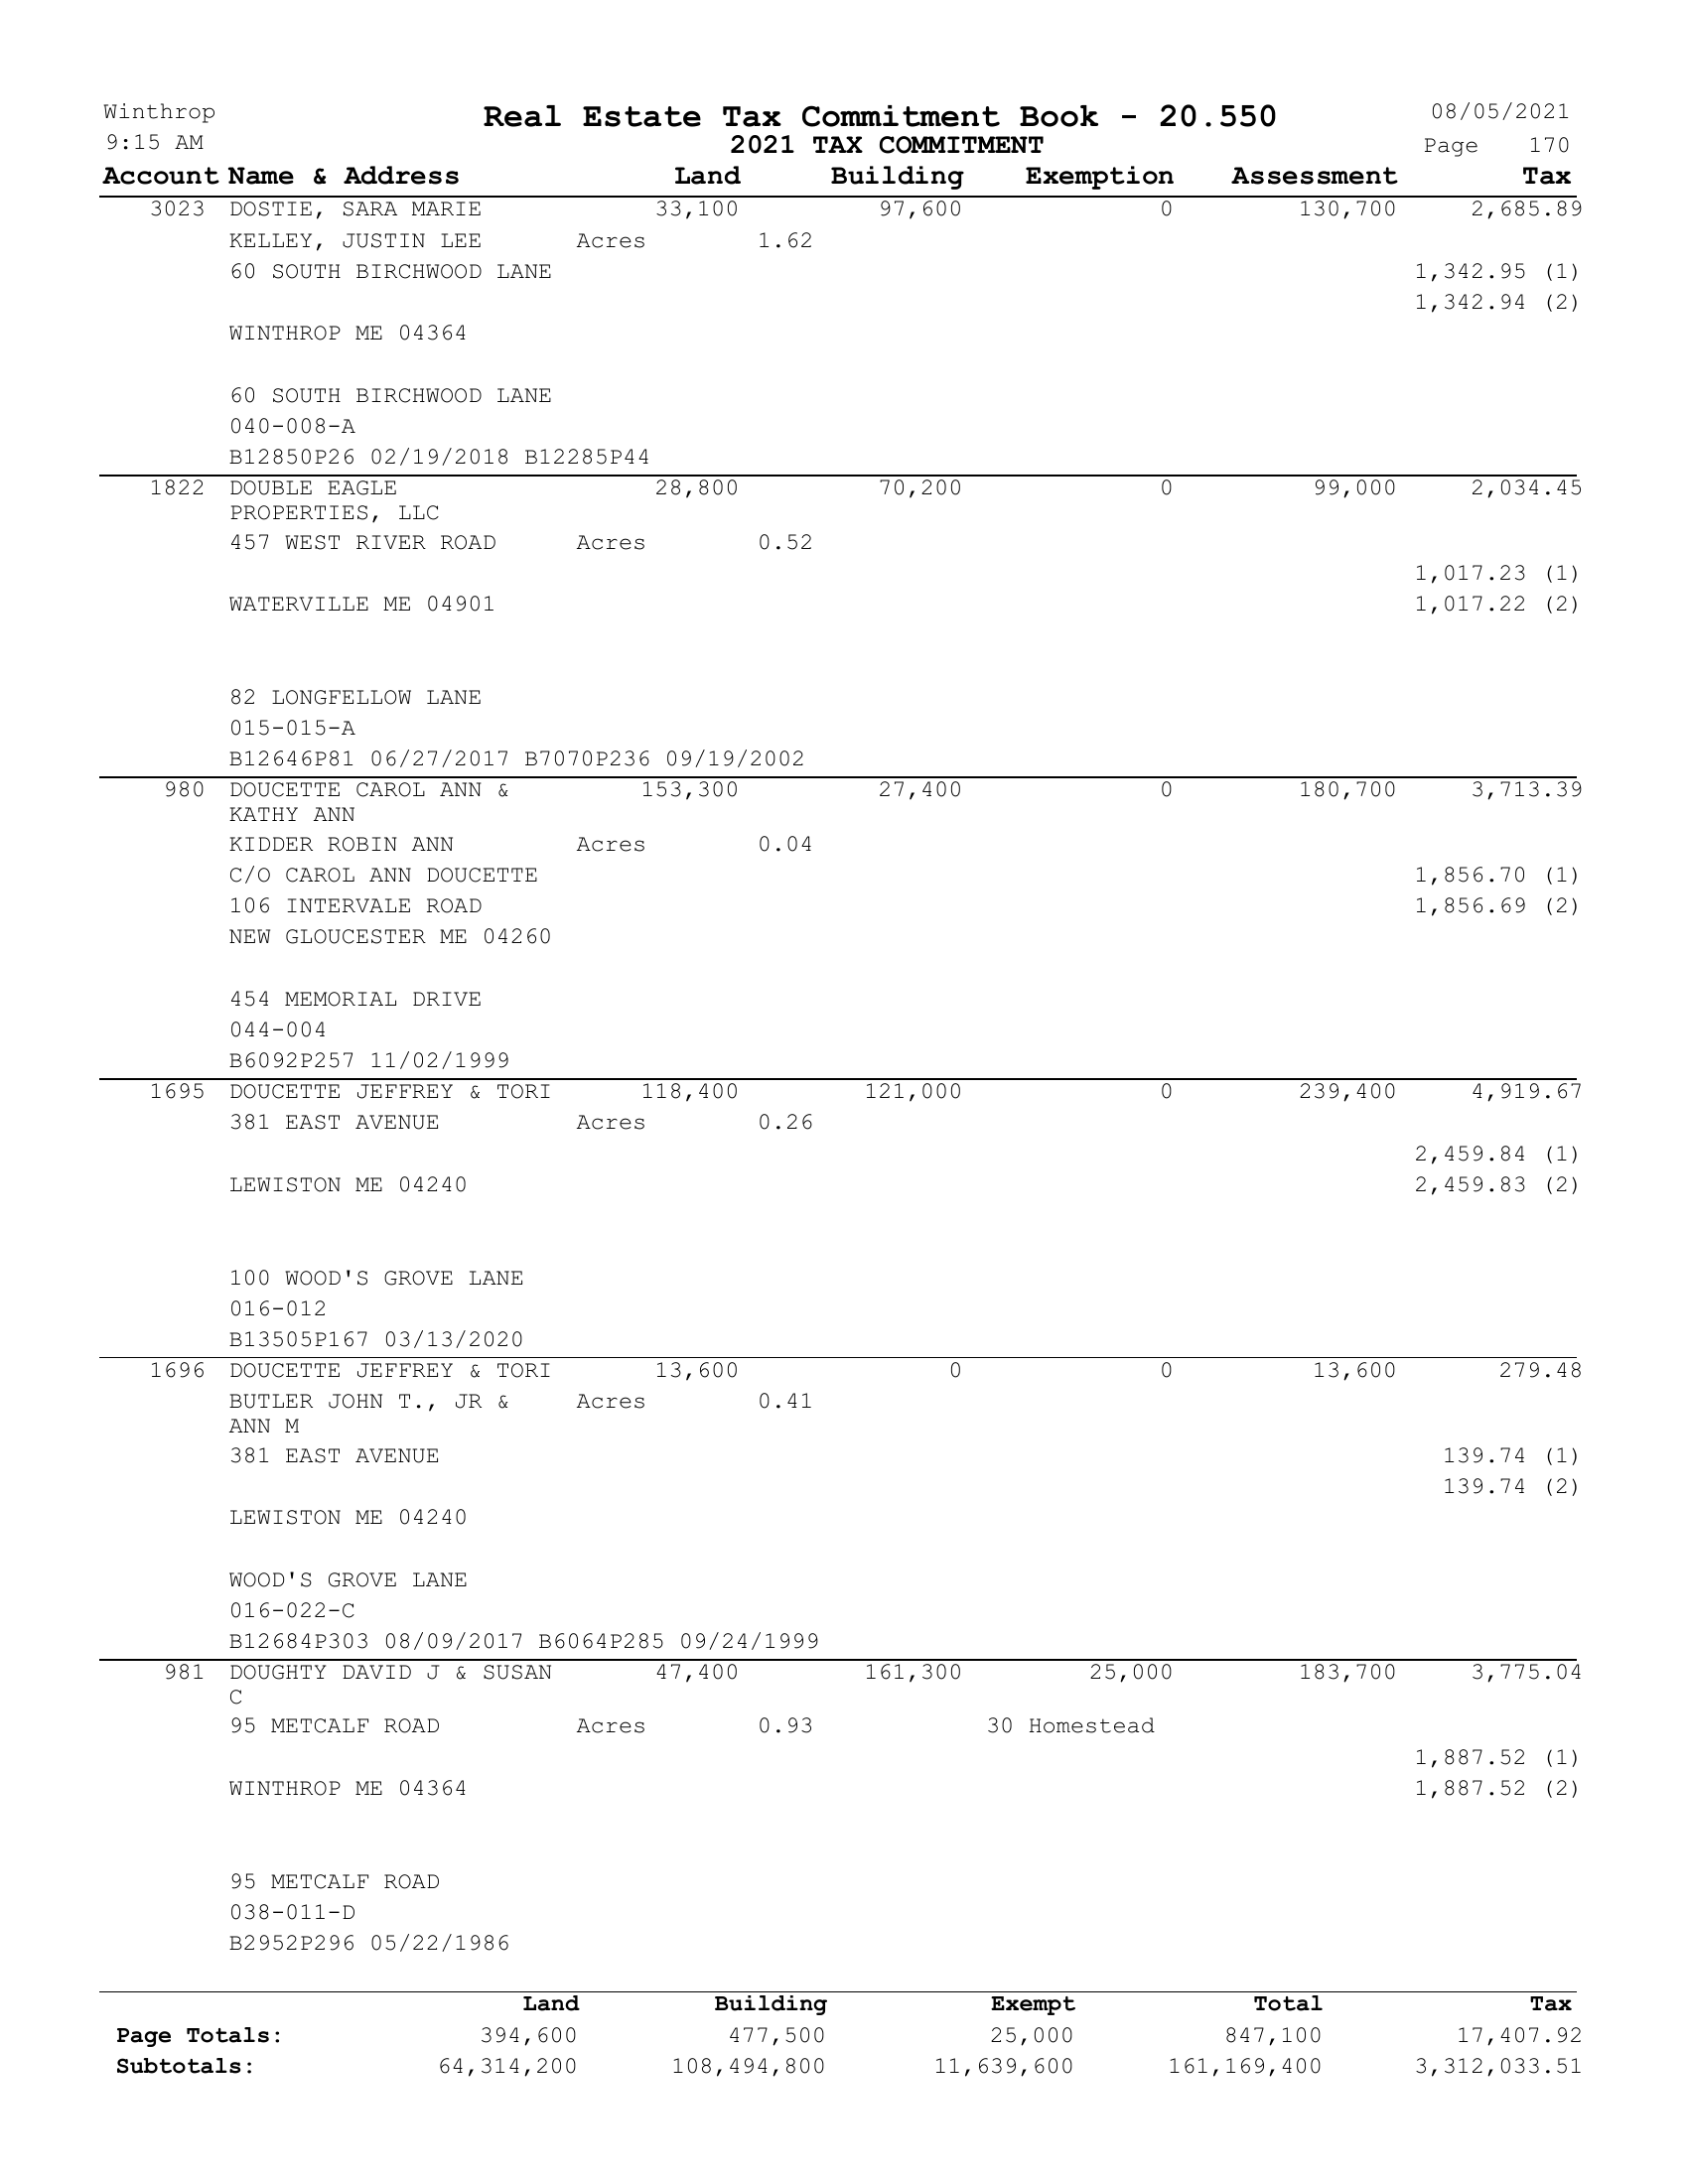 Winthrop Real Estate Tax Commitment Book - 20.550 08/05/2021
9:15 AM 2021 TAX COMMITMENT Page 170
Account Name & Address Land Building Exemption Assessment Tax
3023 DOSTIE, SARA MARIE 33,100 97,600 0 130,700 2,685.89
KELLEY, JUSTIN LEE Acres 1.62
60 SOUTH BIRCHWOOD LANE 1,342.95 (1)
1,342.94 (2)
WINTHROP ME 04364
60 SOUTH BIRCHWOOD LANE
040-008-A
B12850P26 02/19/2018 B12285P44
1822 DOUBLE EAGLE 28,800 70,200 0 99,000 2,034.45
PROPERTIES, LLC
457 WEST RIVER ROAD Acres 0.52
1,017.23 (1)
WATERVILLE ME 04901 1,017.22 (2)
82 LONGFELLOW LANE
015-015-A
B12646P81 06/27/2017 B7070P236 09/19/2002
980 DOUCETTE CAROL ANN & 153,300 27,400 0 180,700 3,713.39
KATHY ANN
KIDDER ROBIN ANN Acres 0.04
C/O CAROL ANN DOUCETTE 1,856.70 (1)
106 INTERVALE ROAD 1,856.69 (2)
NEW GLOUCESTER ME 04260
454 MEMORIAL DRIVE
044-004
B6092P257 11/02/1999
1695 DOUCETTE JEFFREY & TORI 118,400 121,000 0 239,400 4,919.67
381 EAST AVENUE Acres 0.26
2,459.84 (1)
LEWISTON ME 04240 2,459.83 (2)
100 WOOD'S GROVE LANE
016-012
B13505P167 03/13/2020
1696 DOUCETTE JEFFREY & TORI 13,600 0 0 13,600 279.48
BUTLER JOHN T., JR & Acres 0.41
ANN M
381 EAST AVENUE 139.74 (1)
139.74 (2)
LEWISTON ME 04240
WOOD'S GROVE LANE
016-022-C
B12684P303 08/09/2017 B6064P285 09/24/1999
981 DOUGHTY DAVID J & SUSAN 47,400 161,300 25,000 183,700 3,775.04
C
95 METCALF ROAD Acres 0.93 30 Homestead
1,887.52 (1)
WINTHROP ME 04364 1,887.52 (2)
95 METCALF ROAD
038-011-D
B2952P296 05/22/1986
Land Building Exempt Total Tax
Page Totals: 394,600 477,500 25,000 847,100 17,407.92
Subtotals: 64,314,200 108,494,800 11,639,600 161,169,400 3,312,033.51